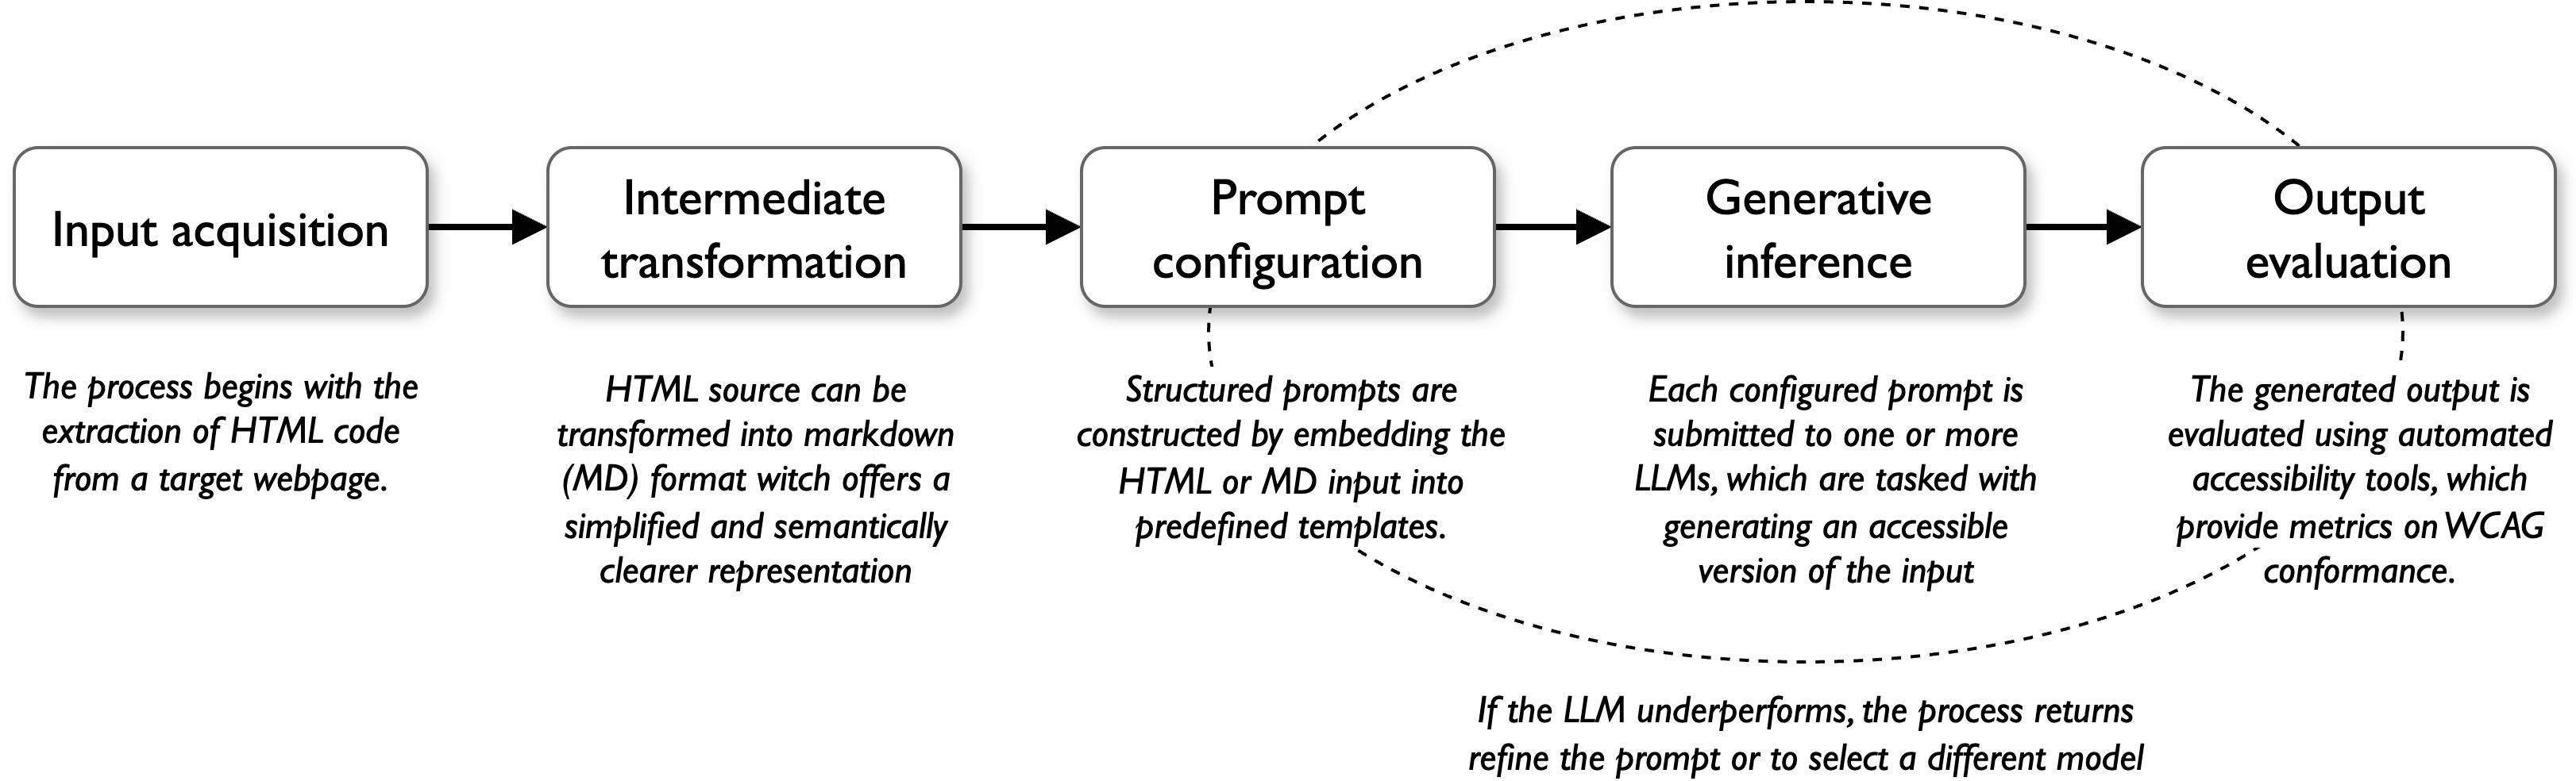 Input acquisition
Intermediate
transformation
Prompt
configuration
Generative
inference
Output
evaluation
The process begins with the
extraction of HTML code
from a target webpage.
HTML source can be
transformed into markdown
(MD) format witch offers a
simplified and semantically
clearer representation
Structured prompts are
constructed by embedding the
HTML or MD input into
predefined templates.
Each configured prompt is
submitted to one or more
LLMs, which are tasked with
generating an accessible
version of the input
The generated output is
evaluated using automated
accessibility tools, which
provide metrics on WCAG
conformance.
If the LLM underperforms, the process returns
refine the prompt or to select a different model